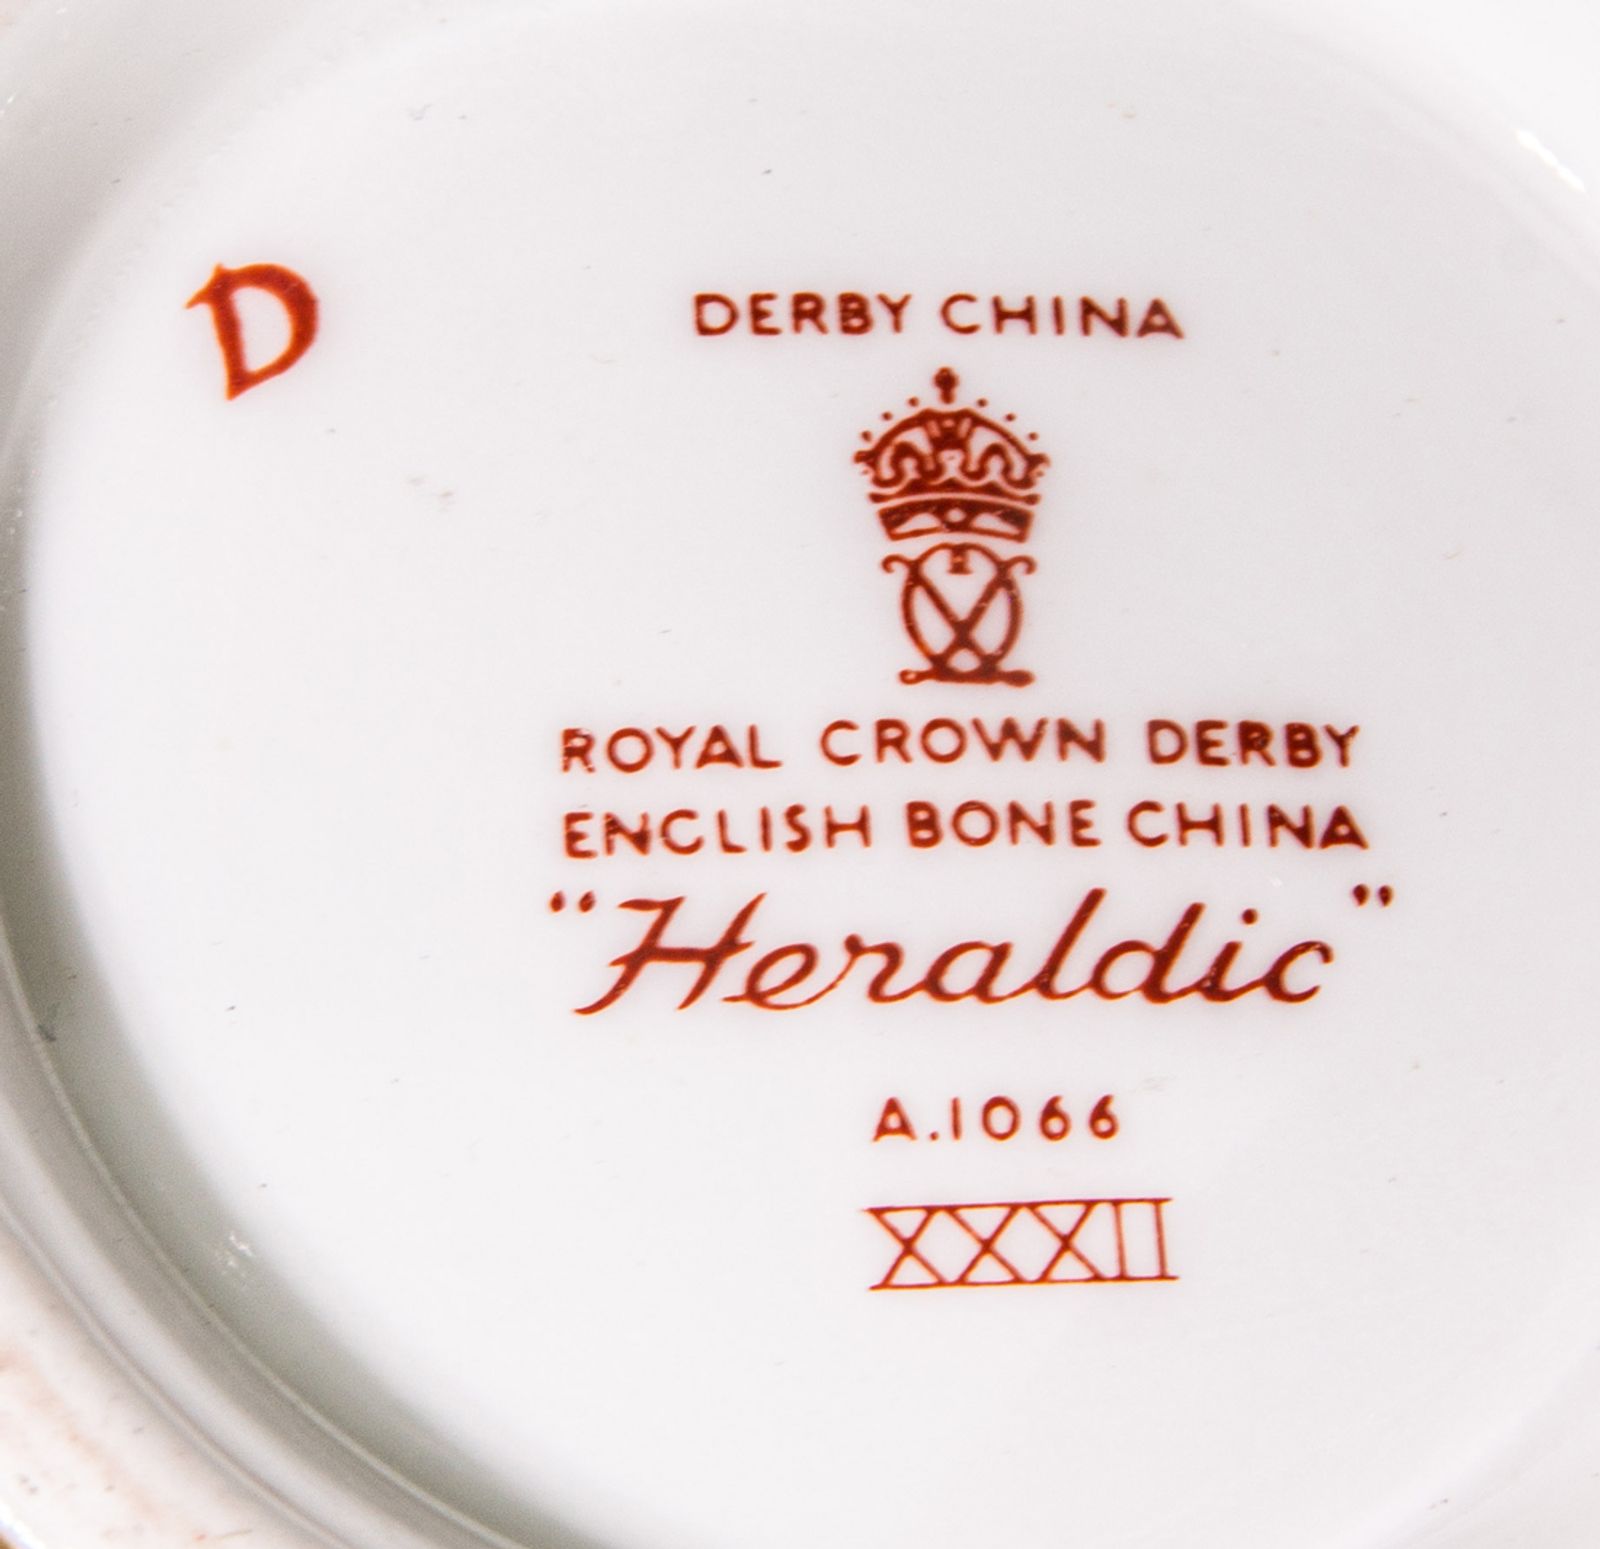 D
DERBY CHINA
ROYAL CROWN DERBY
ENGLISH BONE CHINA
“Heraldic”
A.1066
XXXII